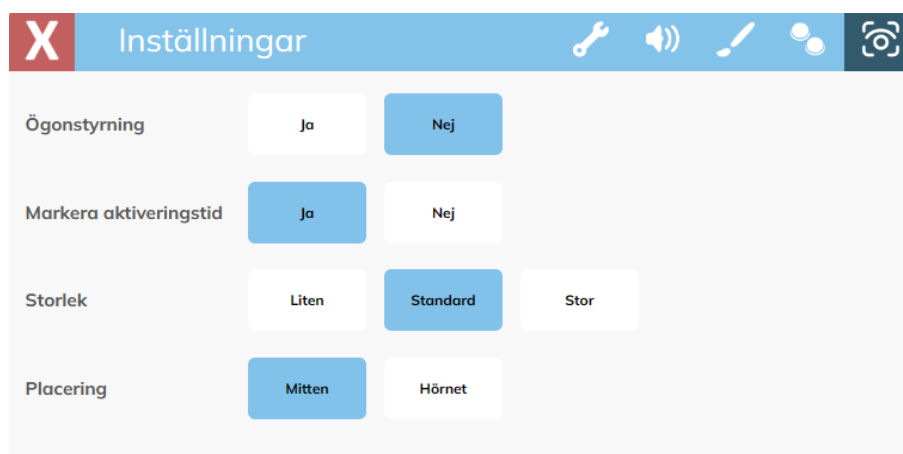 X Inställningar
Ögonstyrning Ja Nej
Markera aktiveringstid Ja Nej
Storlek Liten Standard Stor
Placering Mitten Hörnet